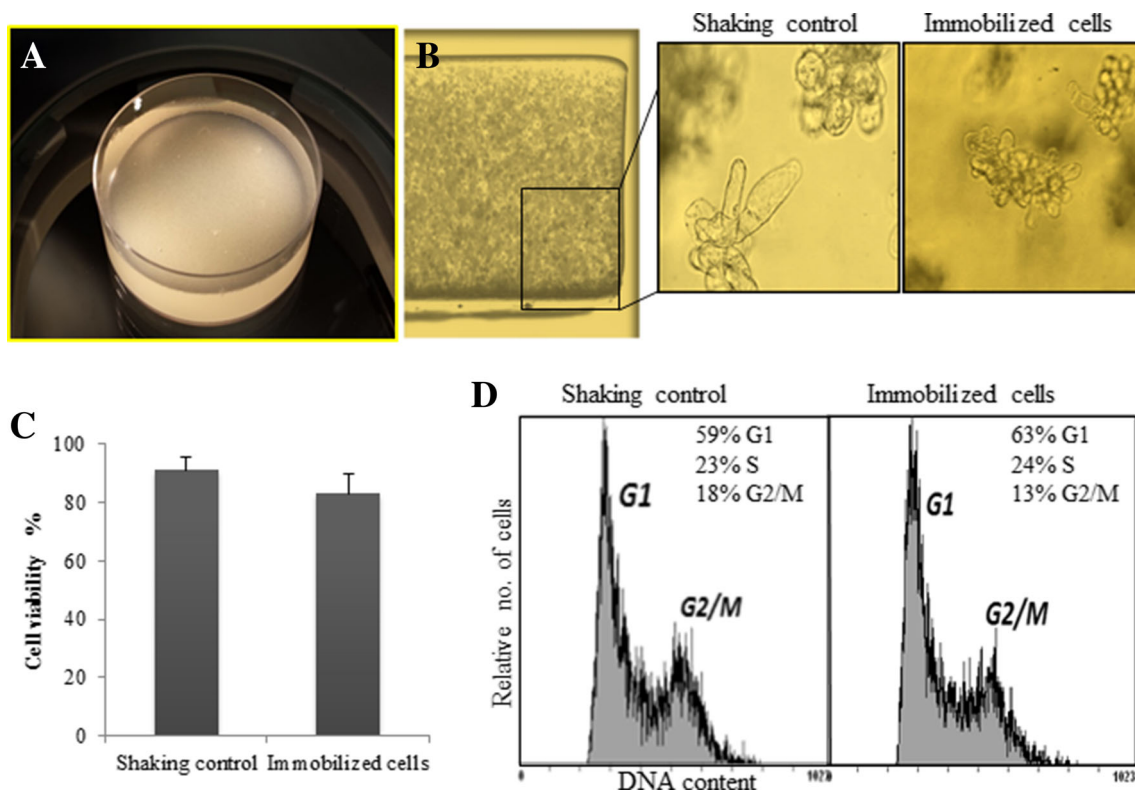 A
B
Shaking control
Immobilized cells
C
Cell viability %
100
80
60
40
20
0
Shaking control Immobilized cells
D
Shaking control
Immobilized cells
Relative no. of cells
59% G1
23% S
18% G2/M
G1
G2/M
63% G1
24% S
13% G2/M
G1
G2/M
0
DNA content
1023